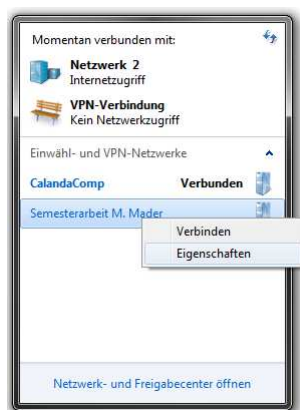 Momentan verbunden mit:
Netzwerk 2
Internetzugriff
VPN-Verbindung
Kein Netzwerkzugriff
Einwähl- und VPN-Netzwerke
CalandaComp Verbunden
Semesterarbeit M. Mader
Verbinden
Eigenschaften
Netzwerk- und Freigabecenter öffnen